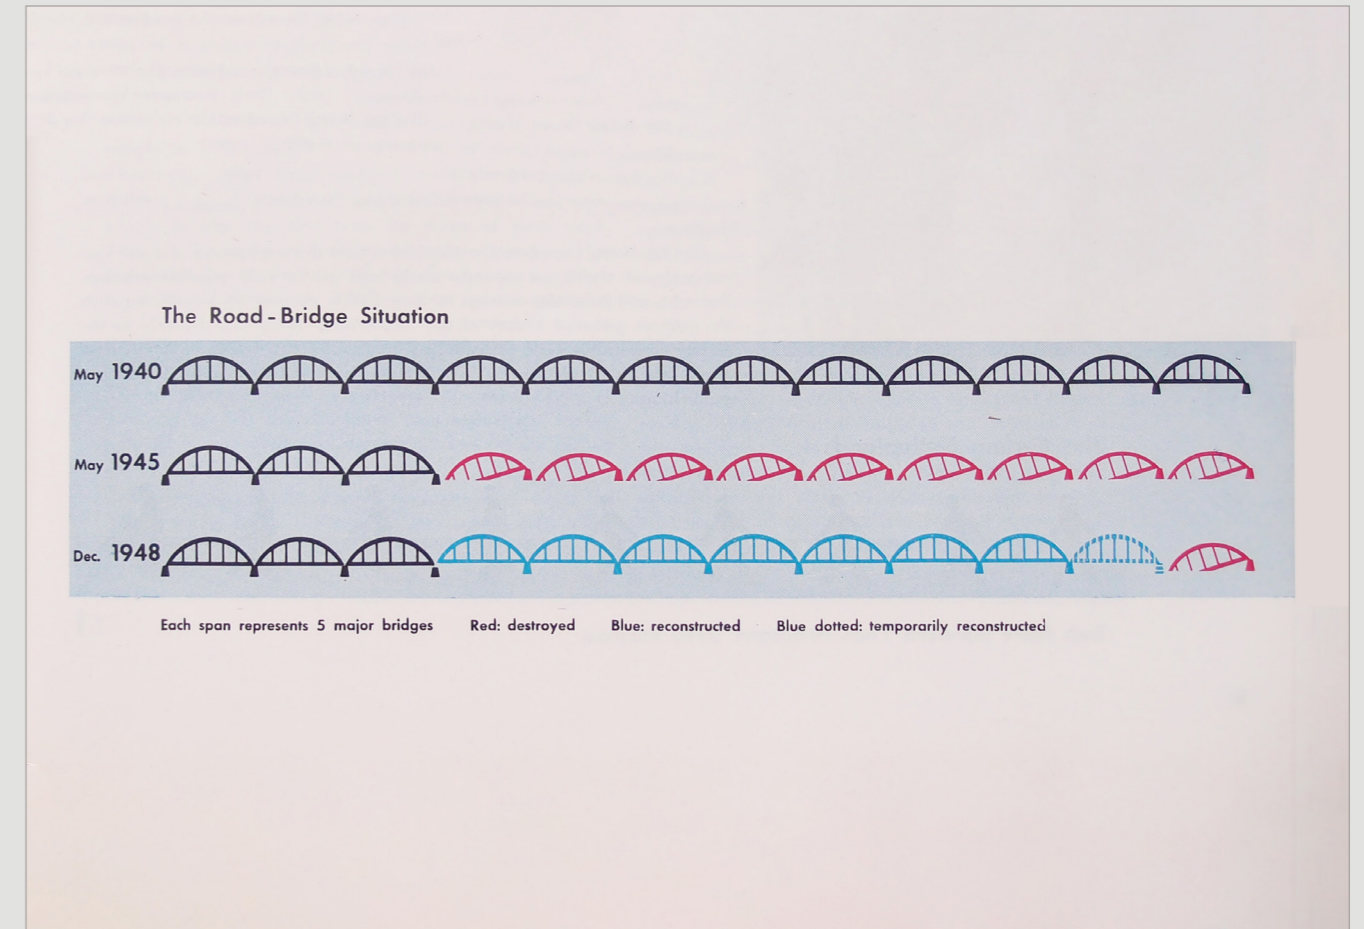 The Road-Bridge Situation
May 1940
May 1945
Dec. 1948
Each span represents 5 major bridges Red: destroyed Blue: reconstructed Blue dotted: temporarily reconstructed